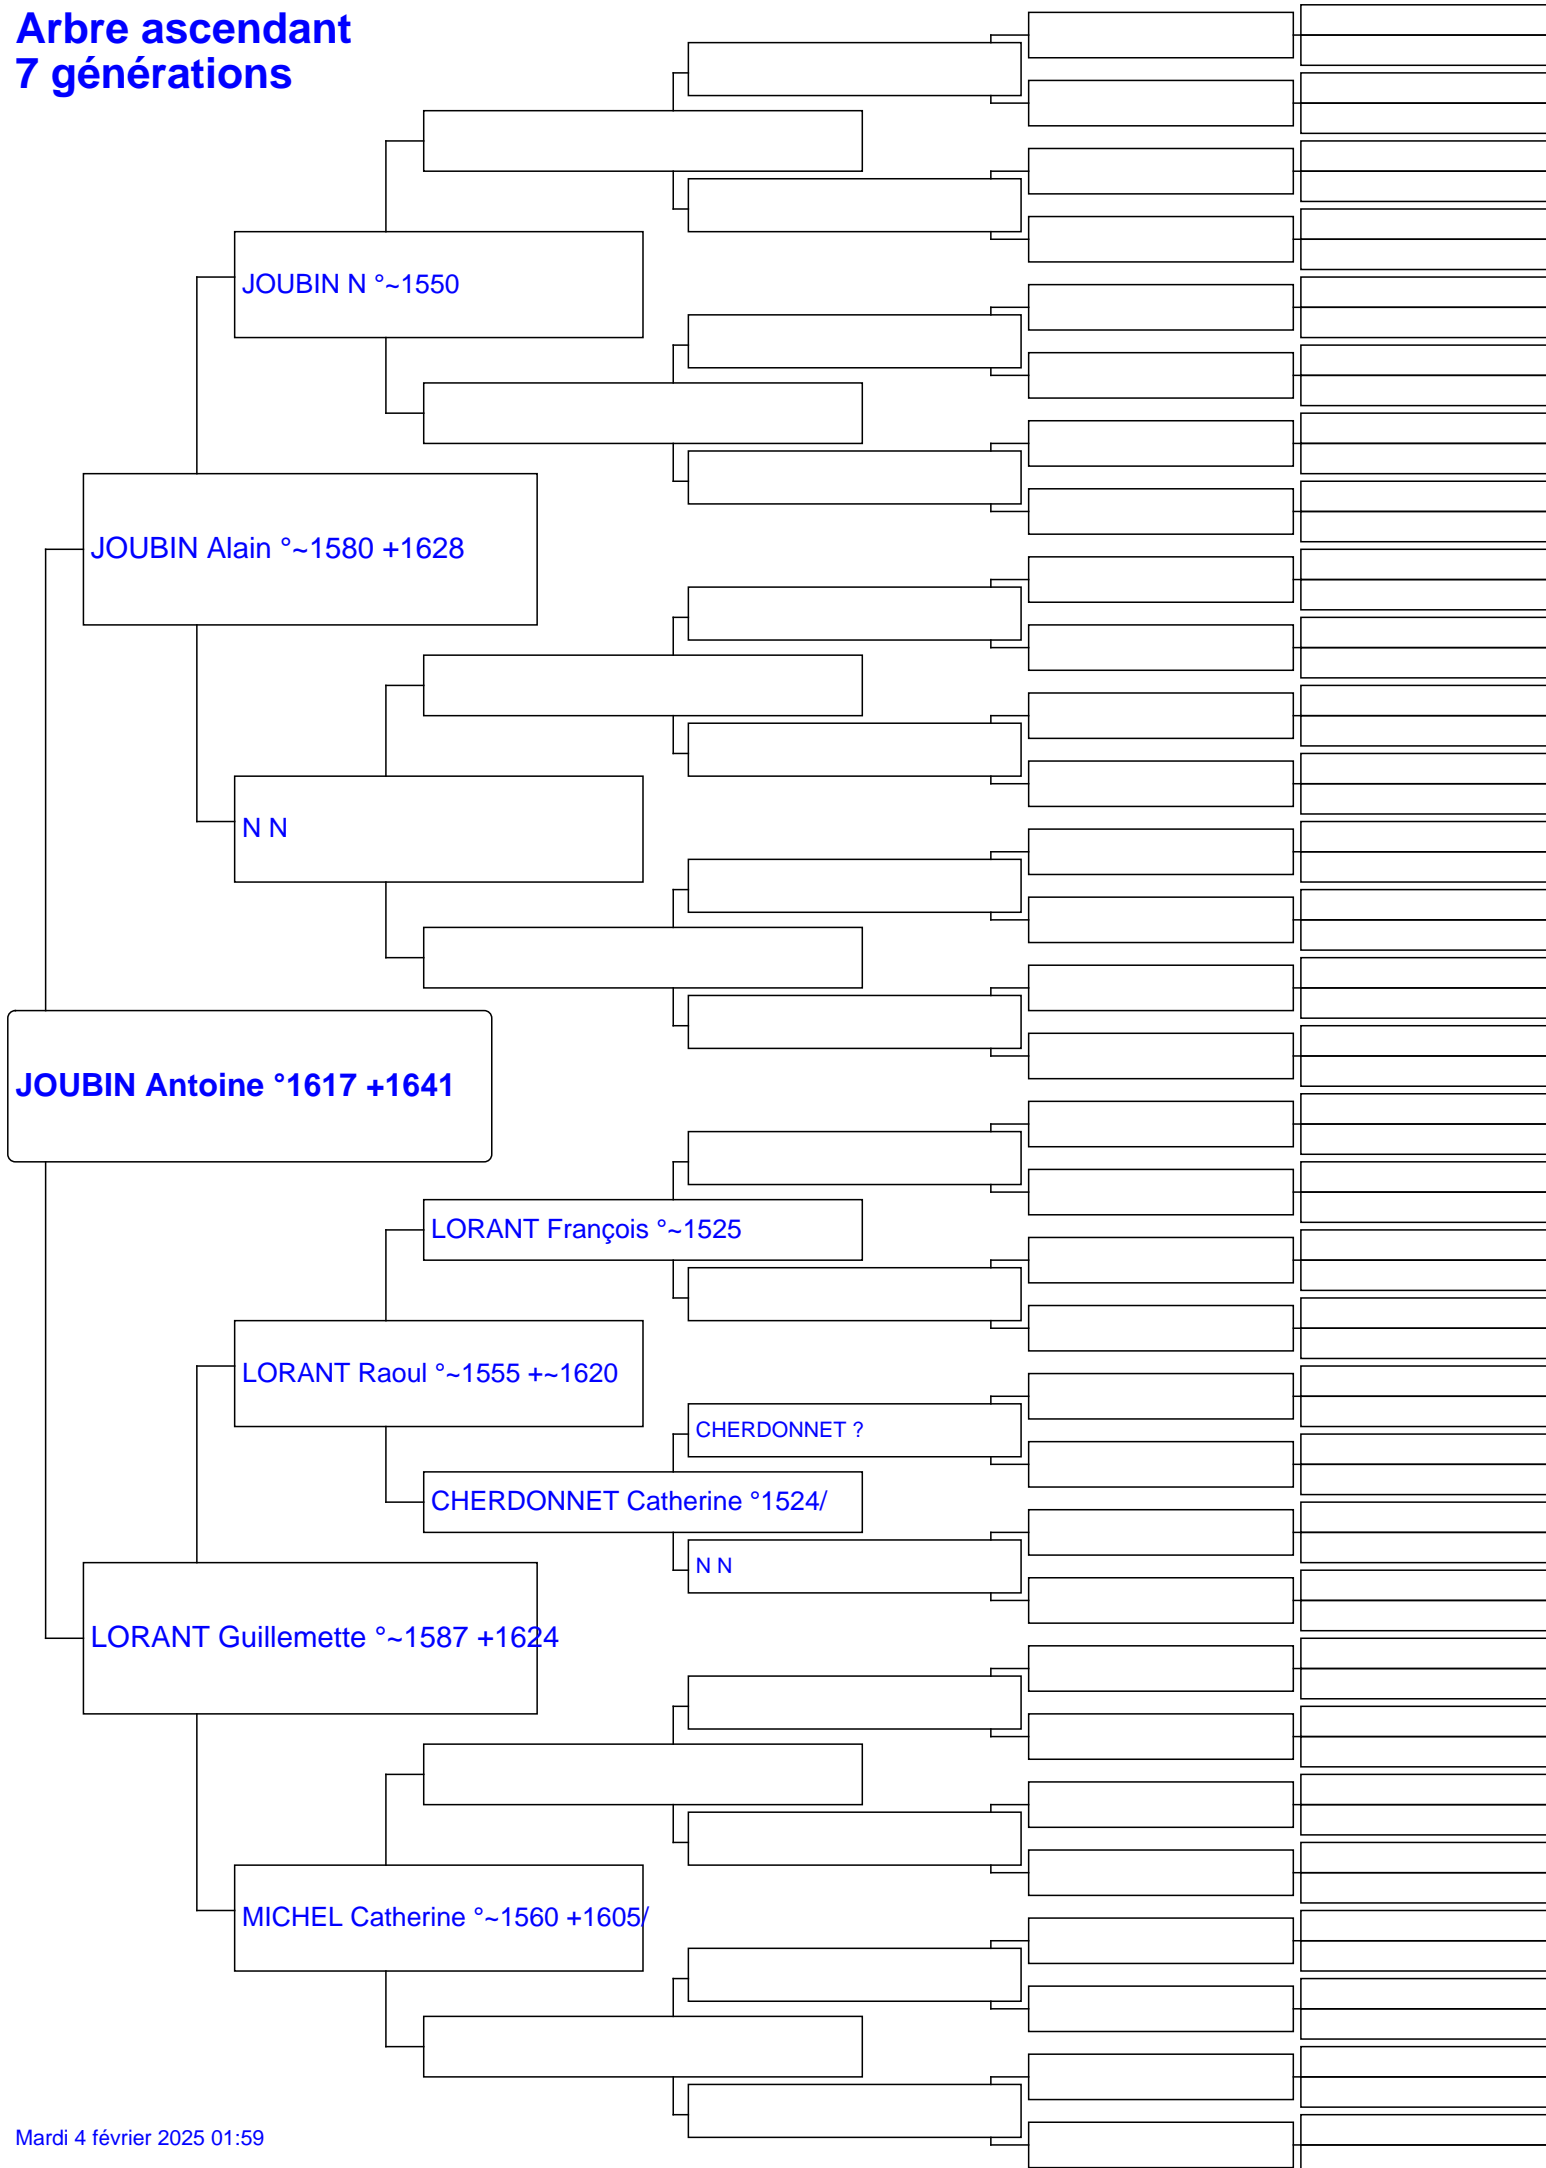 Arbre ascendant
7 générations
JOUBIN N °~1550
JOUBIN Alain °~1580 +1628
N N
JOUBIN Antoine °1617 +1641
LORANT François °~1525
LORANT Raoul °~1555 +~1620
CHERDONNET ?
CHERDONNET Catherine °1524/
N N
LORANT Guillemette °~1587 +1624
MICHEL Catherine °~1560 +1605/
Mardi 4 février 2025 01:59